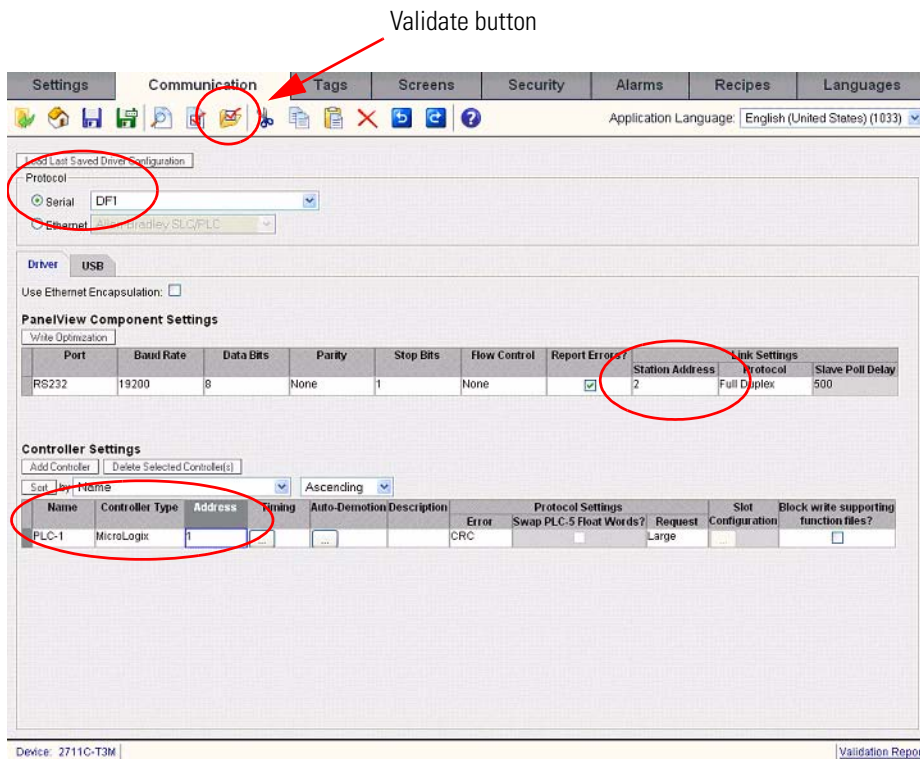 Validate button
Settings Communication Tags Screens Security Alarms Recipes Languages
Application Language: English (United States) (1033)
Load Last Saved Driver Configuration
Protocol
Serial DF1
Ethernet Allen Bradley SLC/PLC
Driver USB
Use Ethernet Encapsulation:
PanelView Component Settings
Write Optimization
Port Baud Rate Data Bits Parity Stop Bits Flow Control Report Errors? Link Settings
Station Address Protocol Slave Poll Delay
RS232 19200 8 None 1 None 2 Full Duplex 500
Controller Settings
Add Controller Delete Selected Controller(s)
Sort by Name Ascending
Name Controller Type Address Timing Auto-Demotion Description Protocol Settings Slot Block write supporting
Error Swap PLC-5 Float Words? Request Configuration function files?
PLC-1 MicroLogix 1 ... ... CRC Large ...
Device: 2711C-T3M Validation Repor